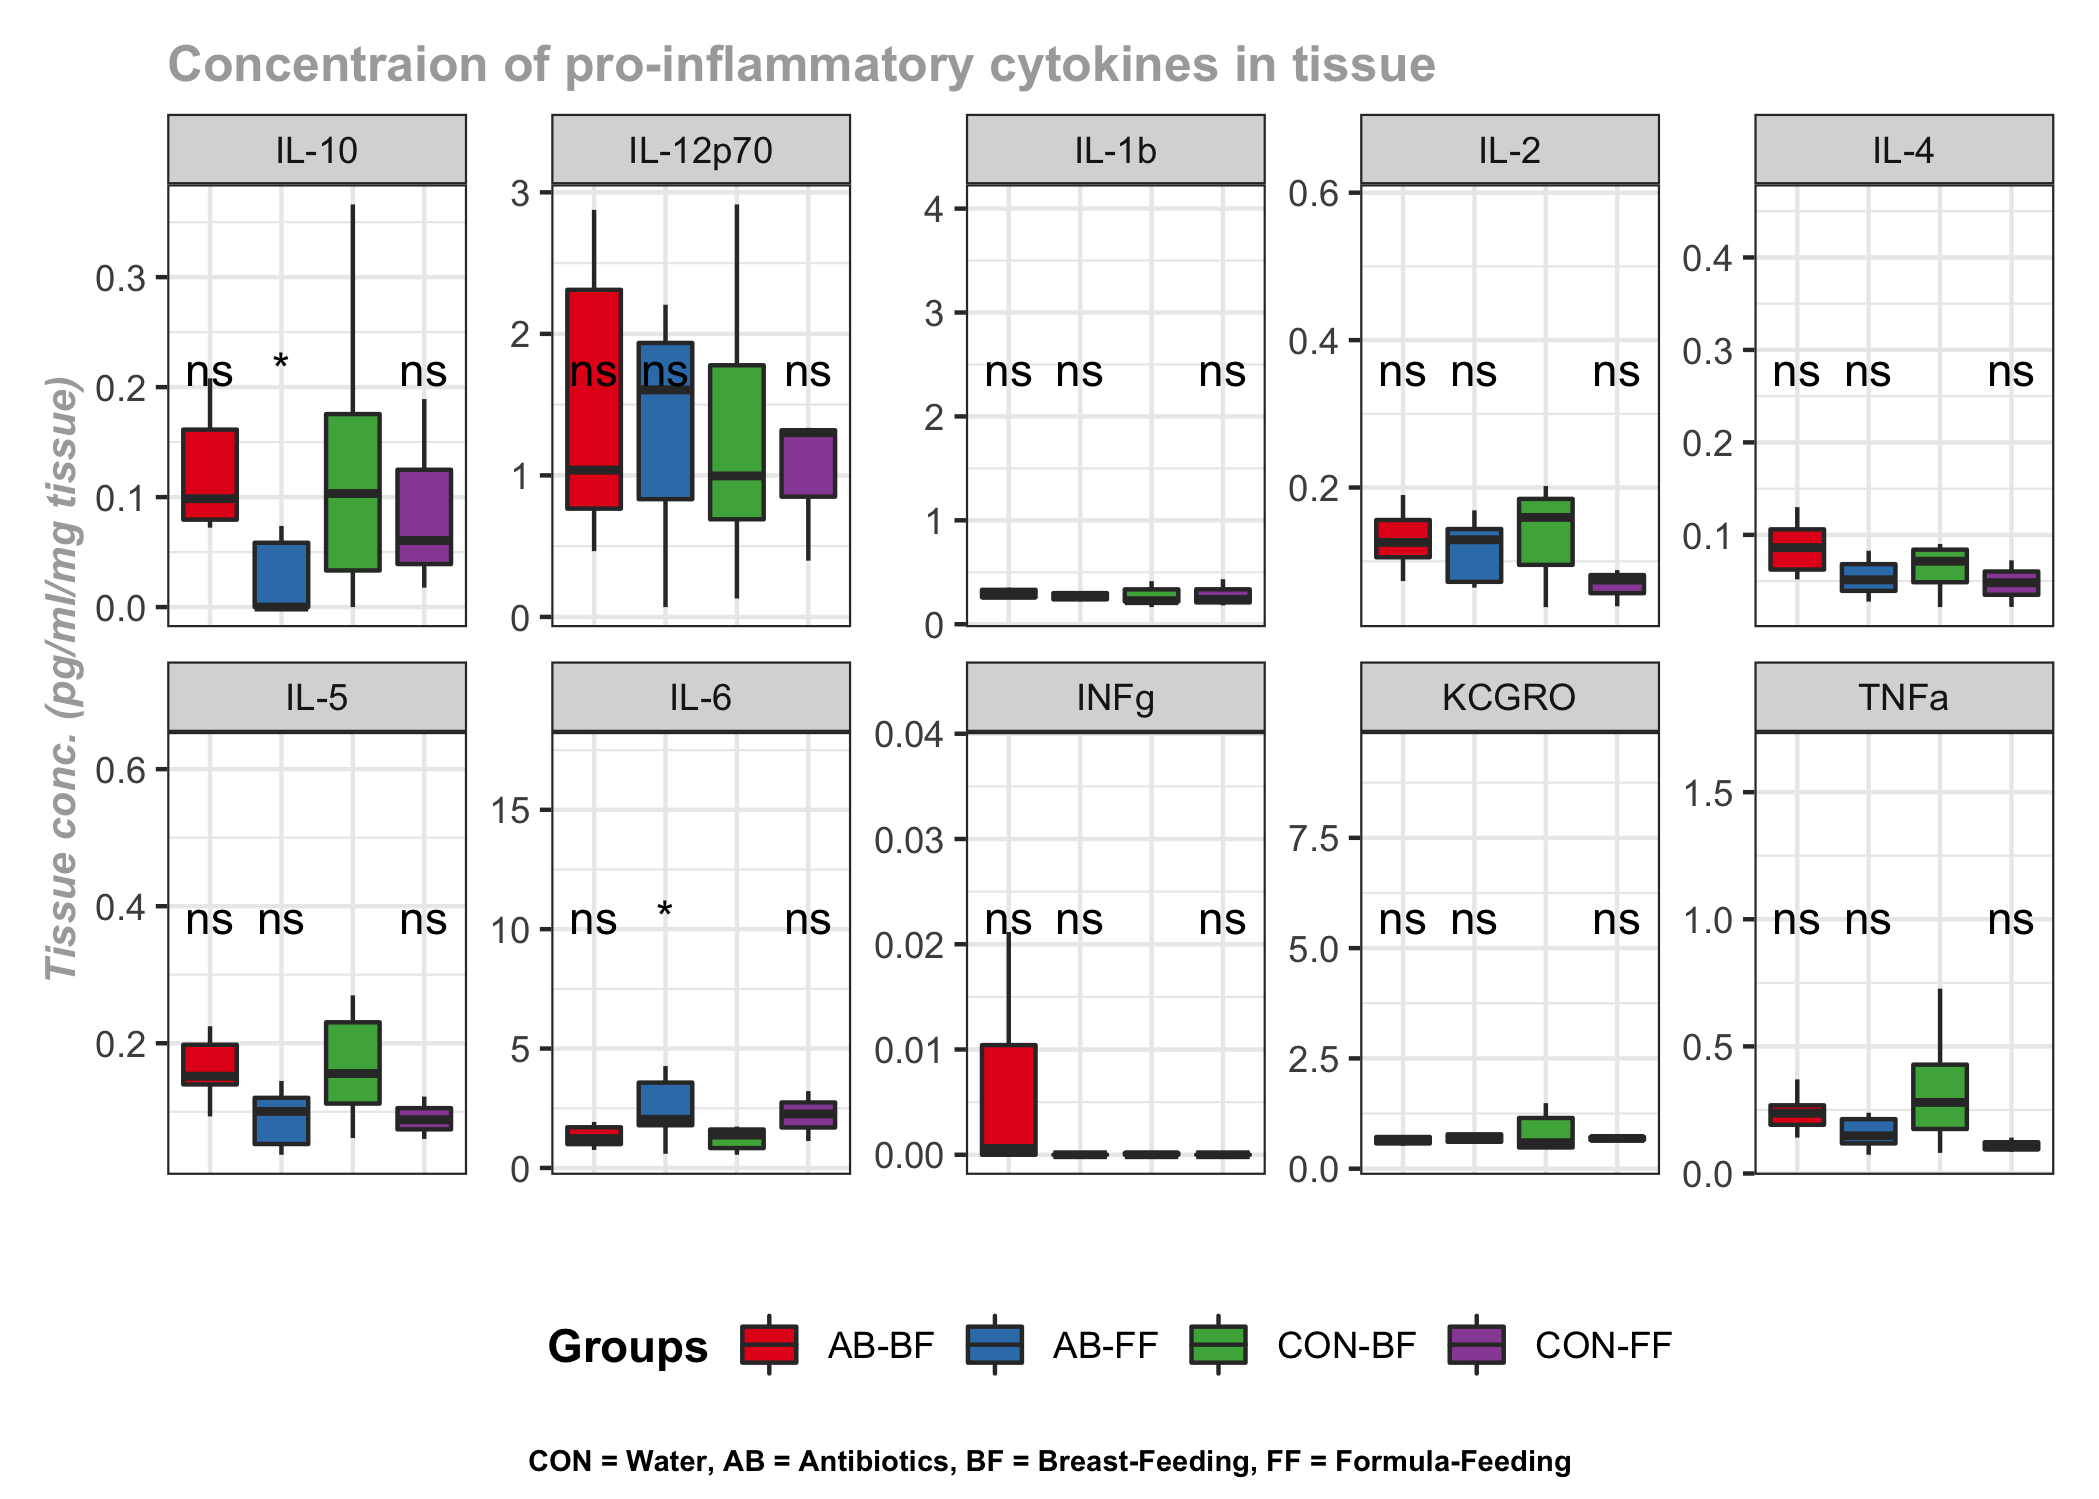 Concentraion of pro-inflammatory cytokines in tissue
Tissue conc. (pg/ml/mg tissue)
IL-10
0.3
0.2
0.1
0.0
ns * ns
IL-12p70
3
2
1
0
ns ns ns
IL-1b
4
3
2
1
0
ns ns ns
IL-2
0.6
0.4
0.2
ns ns ns
IL-4
0.4
0.3
0.2
0.1
ns ns ns
IL-5
0.6
0.4
0.2
ns ns ns
IL-6
15
10
5
0
ns * ns
INFg
0.04
0.03
0.02
0.01
0.00
ns ns ns
KCGRO
7.5
5.0
2.5
0.0
ns ns ns
TNFa
1.5
1.0
0.5
0.0
ns ns ns
Groups AB-BF AB-FF CON-BF CON-FF
CON = Water, AB = Antibiotics, BF = Breast-Feeding, FF = Formula-Feeding